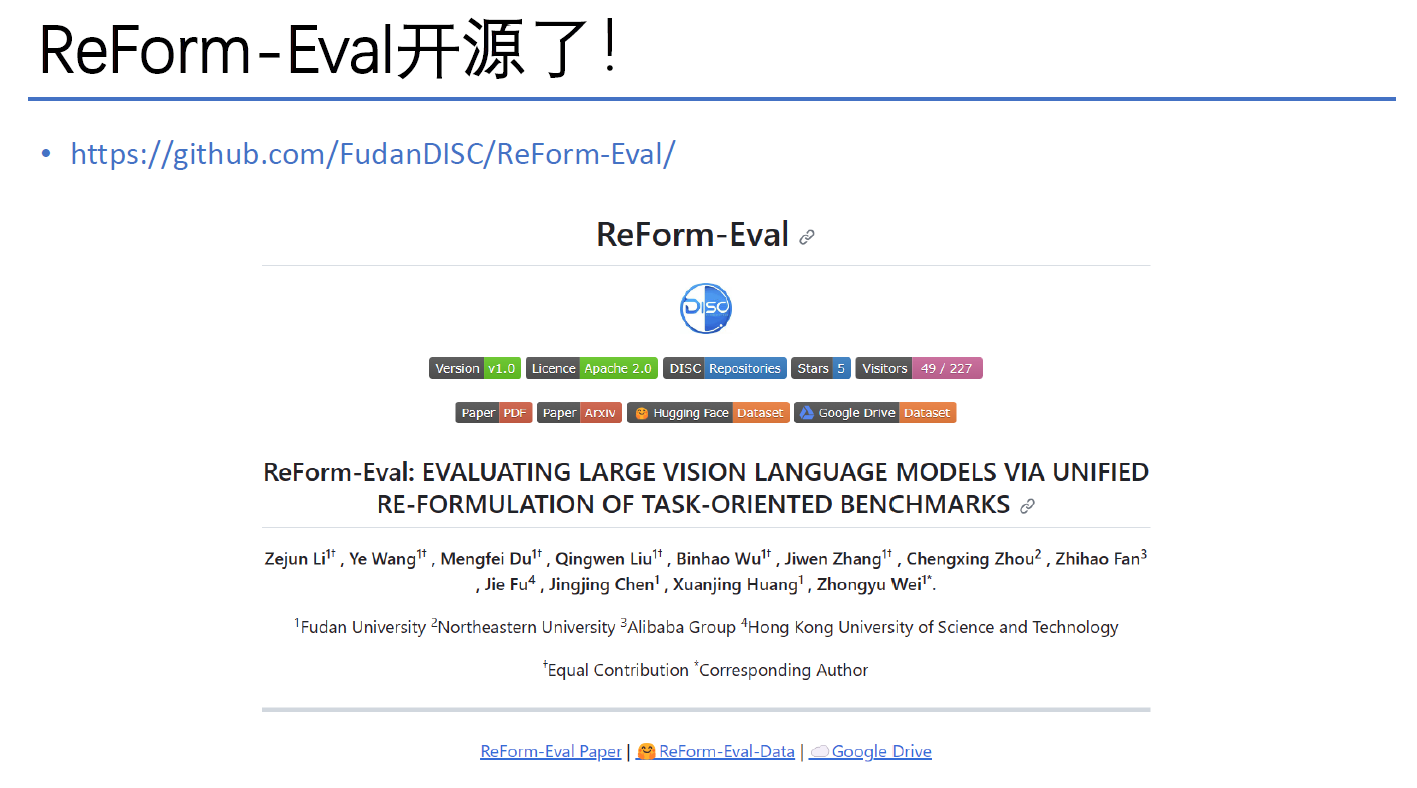 ReForm-Eval开源了!
• https://github.com/FudanDISC/ReForm-Eval/
ReForm-Eval
DISC
Version v1.0 Licence Apache 2.0 DISC Repositories Stars 5 Visitors 49 / 227
Paper PDF Paper Arxiv Hugging Face Dataset Google Drive Dataset
ReForm-Eval: EVALUATING LARGE VISION LANGUAGE MODELS VIA UNIFIED
RE-FORMULATION OF TASK-ORIENTED BENCHMARKS
Zejun Li¹† , Ye Wang¹† , Mengfei Du¹† , Qingwen Liu¹† , Binhao Wu¹† , Jiwen Zhang¹† , Chengxing Zhou² , Zhihao Fan³
, Jie Fu⁴ , Jingjing Chen¹ , Xuanjing Huang¹ , Zhongyu Wei¹*.
¹Fudan University ²Northeastern University ³Alibaba Group ⁴Hong Kong University of Science and Technology
†Equal Contribution *Corresponding Author
ReForm-Eval Paper | 🤗ReForm-Eval-Data | ☁️Google Drive